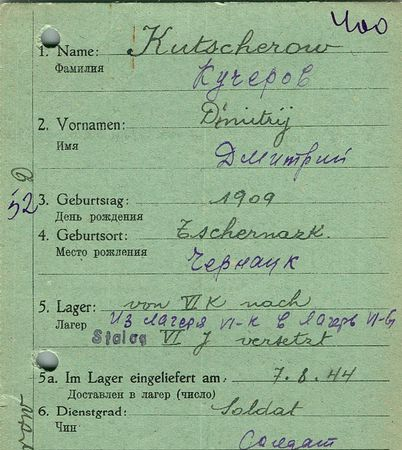 400
1. Name: Kutscherow
Фамилия Кучеров
2. Vornamen: Dmitrij
Имя Дмитрий
52
3. Geburtstag: 1909
День рождения
4. Geburtsort: Tschernazk.
Место рождения Чернацк
5. Lager: von VI K nach
Лагерь Из лагеря VI-K в лагерь VI-G
Stalag VI J versetzt
5a. Im Lager eingeliefert am: 7. 8. 44
Доставлен в лагерь (число)
6. Dienstgrad: Soldat
Чин Солдат